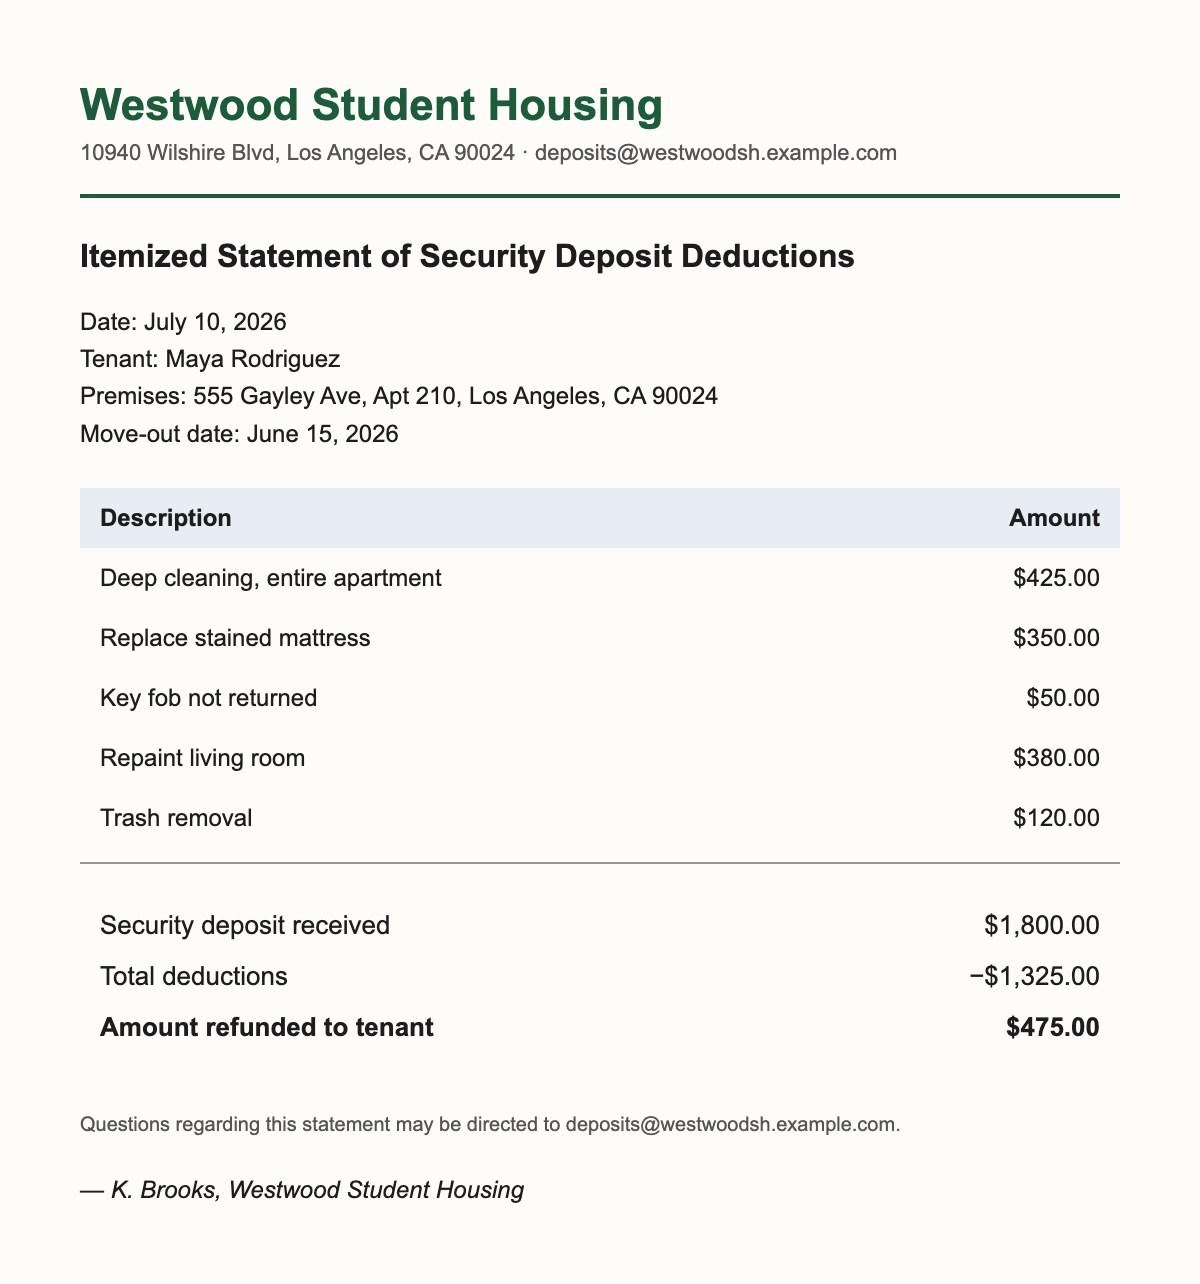 Westwood Student Housing
10940 Wilshire Blvd, Los Angeles, CA 90024 · deposits@westwoodsh.example.com
Itemized Statement of Security Deposit Deductions
Date: July 10, 2026
Tenant: Maya Rodriguez
Premises: 555 Gayley Ave, Apt 210, Los Angeles, CA 90024
Move-out date: June 15, 2026
Description Amount
Deep cleaning, entire apartment $425.00
Replace stained mattress $350.00
Key fob not returned $50.00
Repaint living room $380.00
Trash removal $120.00
Security deposit received $1,800.00
Total deductions −$1,325.00
Amount refunded to tenant $475.00
Questions regarding this statement may be directed to deposits@westwoodsh.example.com.
— K. Brooks, Westwood Student Housing